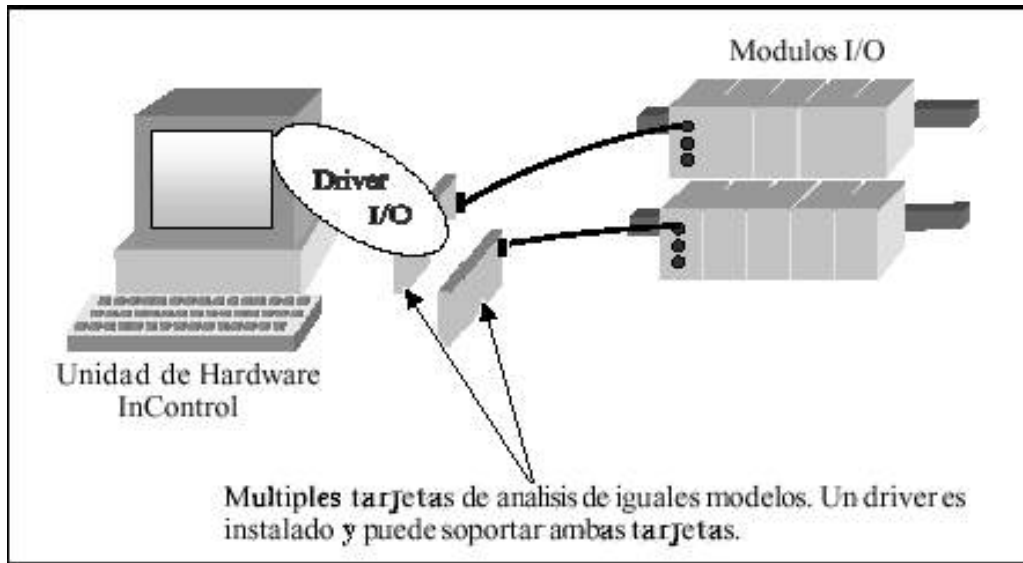 Modulos I/O
Driver
I/O
Unidad de Hardware
InControl
Multiples tarjetas de analisis de iguales modelos. Un driver es
instalado y puede soportar ambas tarjetas.